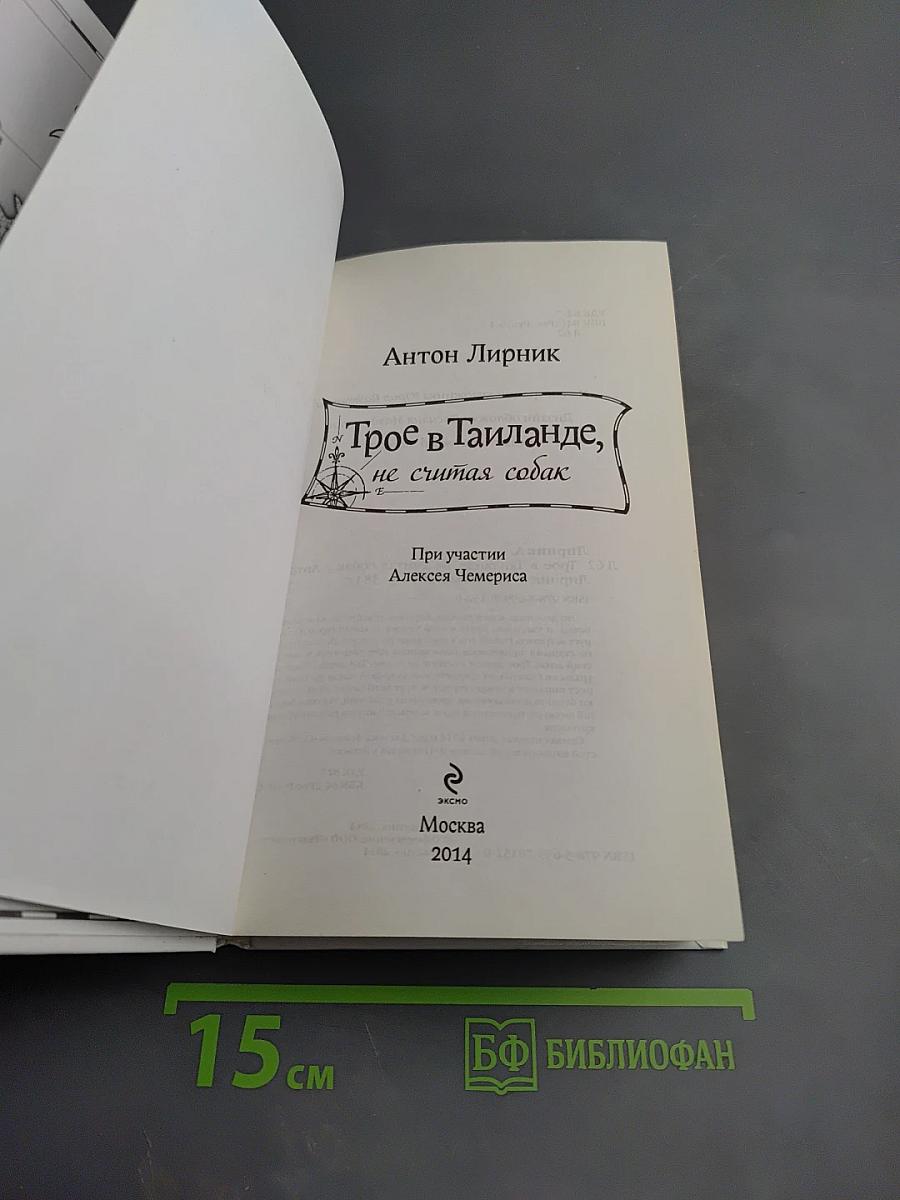 Антон Лирник
Трое в Таиланде,
не считая собак
N
E
При участии
Алексея Чемериса
ЭКСМО
Москва
2014
15 см
БФ БИБЛИОФАН